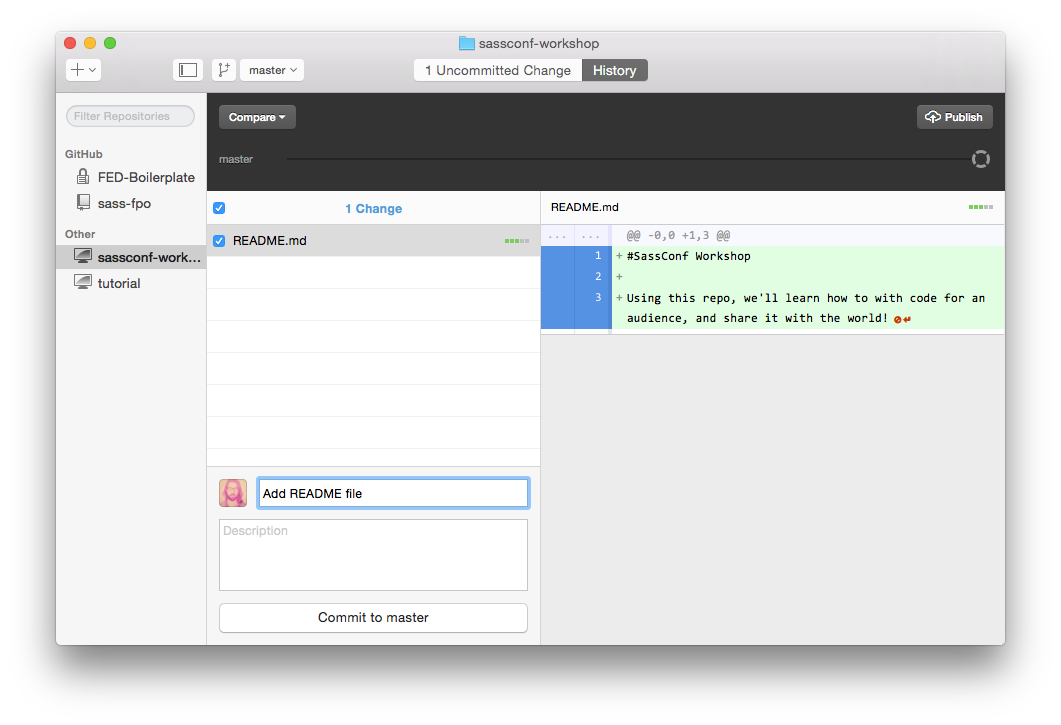 sassconf-workshop
master
1 Uncommitted Change
History
Filter Repositories
GitHub
FED-Boilerplate
sass-fpo
Other
sassconf-work...
tutorial
Compare
Publish
master
1 Change
README.md
Add README file
Description
Commit to master
README.md
... ... @@ -0,0 +1,3 @@
1 +#SassConf Workshop
2 +
3 +Using this repo, we'll learn how to with code for an
audience, and share it with the world!